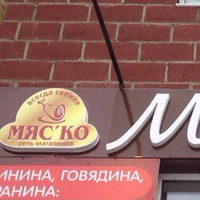 всегда свежее
МЯС'КО
сеть магазинов
М
ИНИНА, ГОВЯДИНА,
РАНИНА: